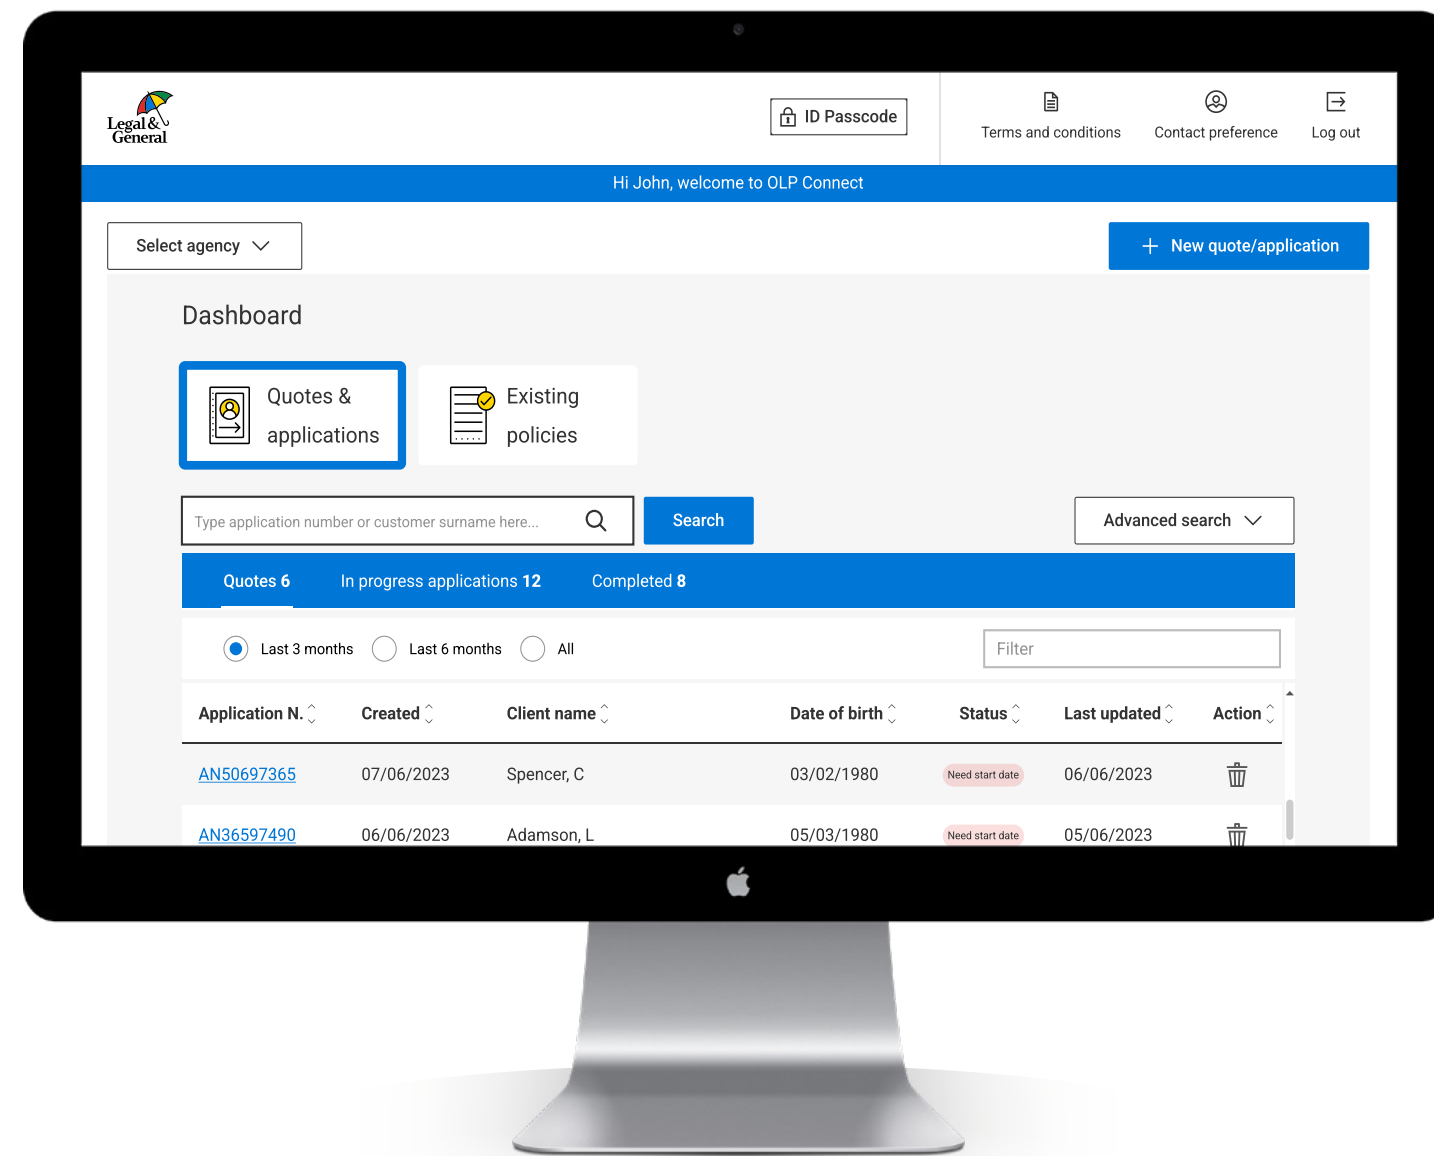 Legal &
General
ID Passcode
Terms and conditions
Contact preference
Log out
Hi John, welcome to OLP Connect
Select agency
New quote/application
Dashboard
Quotes &
applications
Existing
policies
Type application number or customer surname here...
Search
Advanced search
Quotes 6 In progress applications 12 Completed 8
Last 3 months Last 6 months All
Filter
Application N. Created Client name Date of birth Status Last updated Action
AN50697365 07/06/2023 Spencer, C 03/02/1980 Need start date 06/06/2023
AN36597490 06/06/2023 Adamson, L 05/03/1980 Need start date 05/06/2023